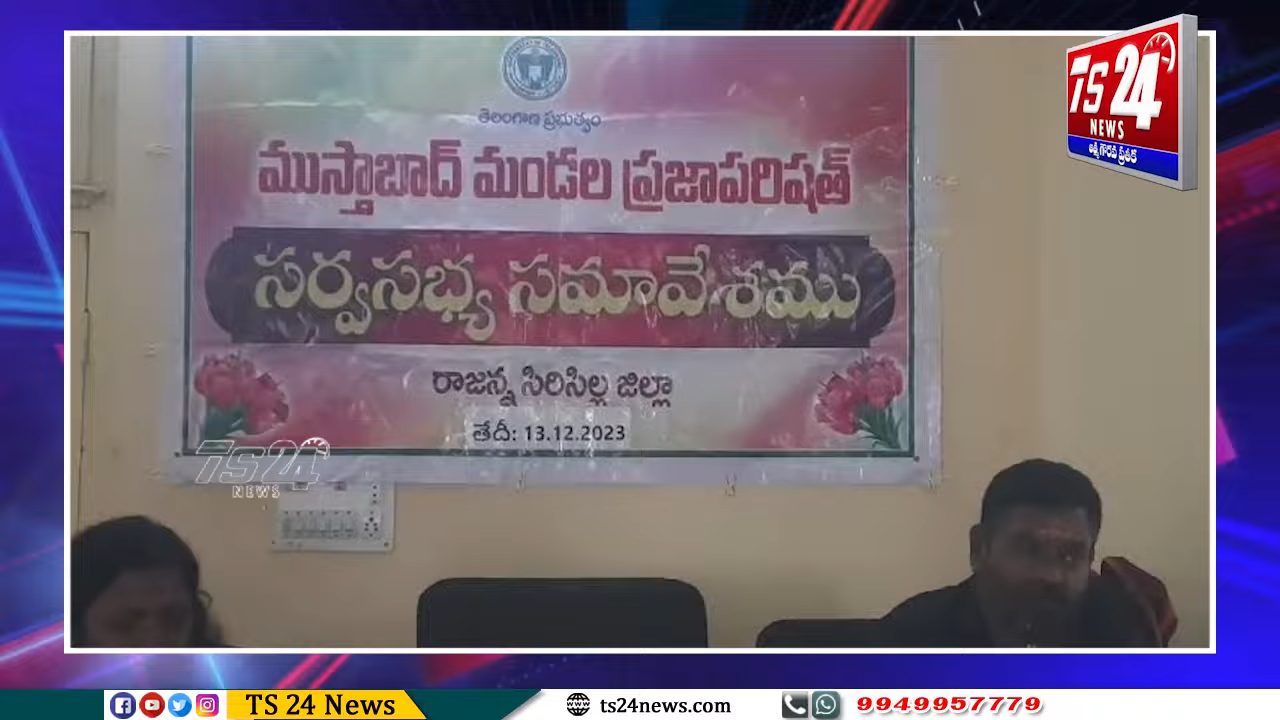 తెలంగాణ ప్రభుత్వం
ముస్తాబాద్ మండల ప్రజాపరిషత్
సర్వసభ్య సమావేశము
రాజన్న సిరిసిల్ల జిల్లా
తేదీ: 13.12.2023
TS 24
NEWS
TS 24
NEWS
TS 24 News
ts24news.com
9949957779